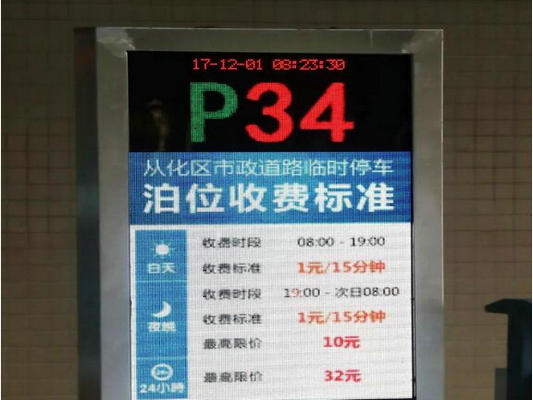 17-12-01 08:23:30
P34
从化区市政道路临时停车
泊位收费标准
白天
收费时段 08:00 - 19:00
收费标准 1元/15分钟
夜晚
收费时段 19:00 - 次日08:00
收费标准 1元/15分钟
最高限价 10元
24小時
最高限价 32元